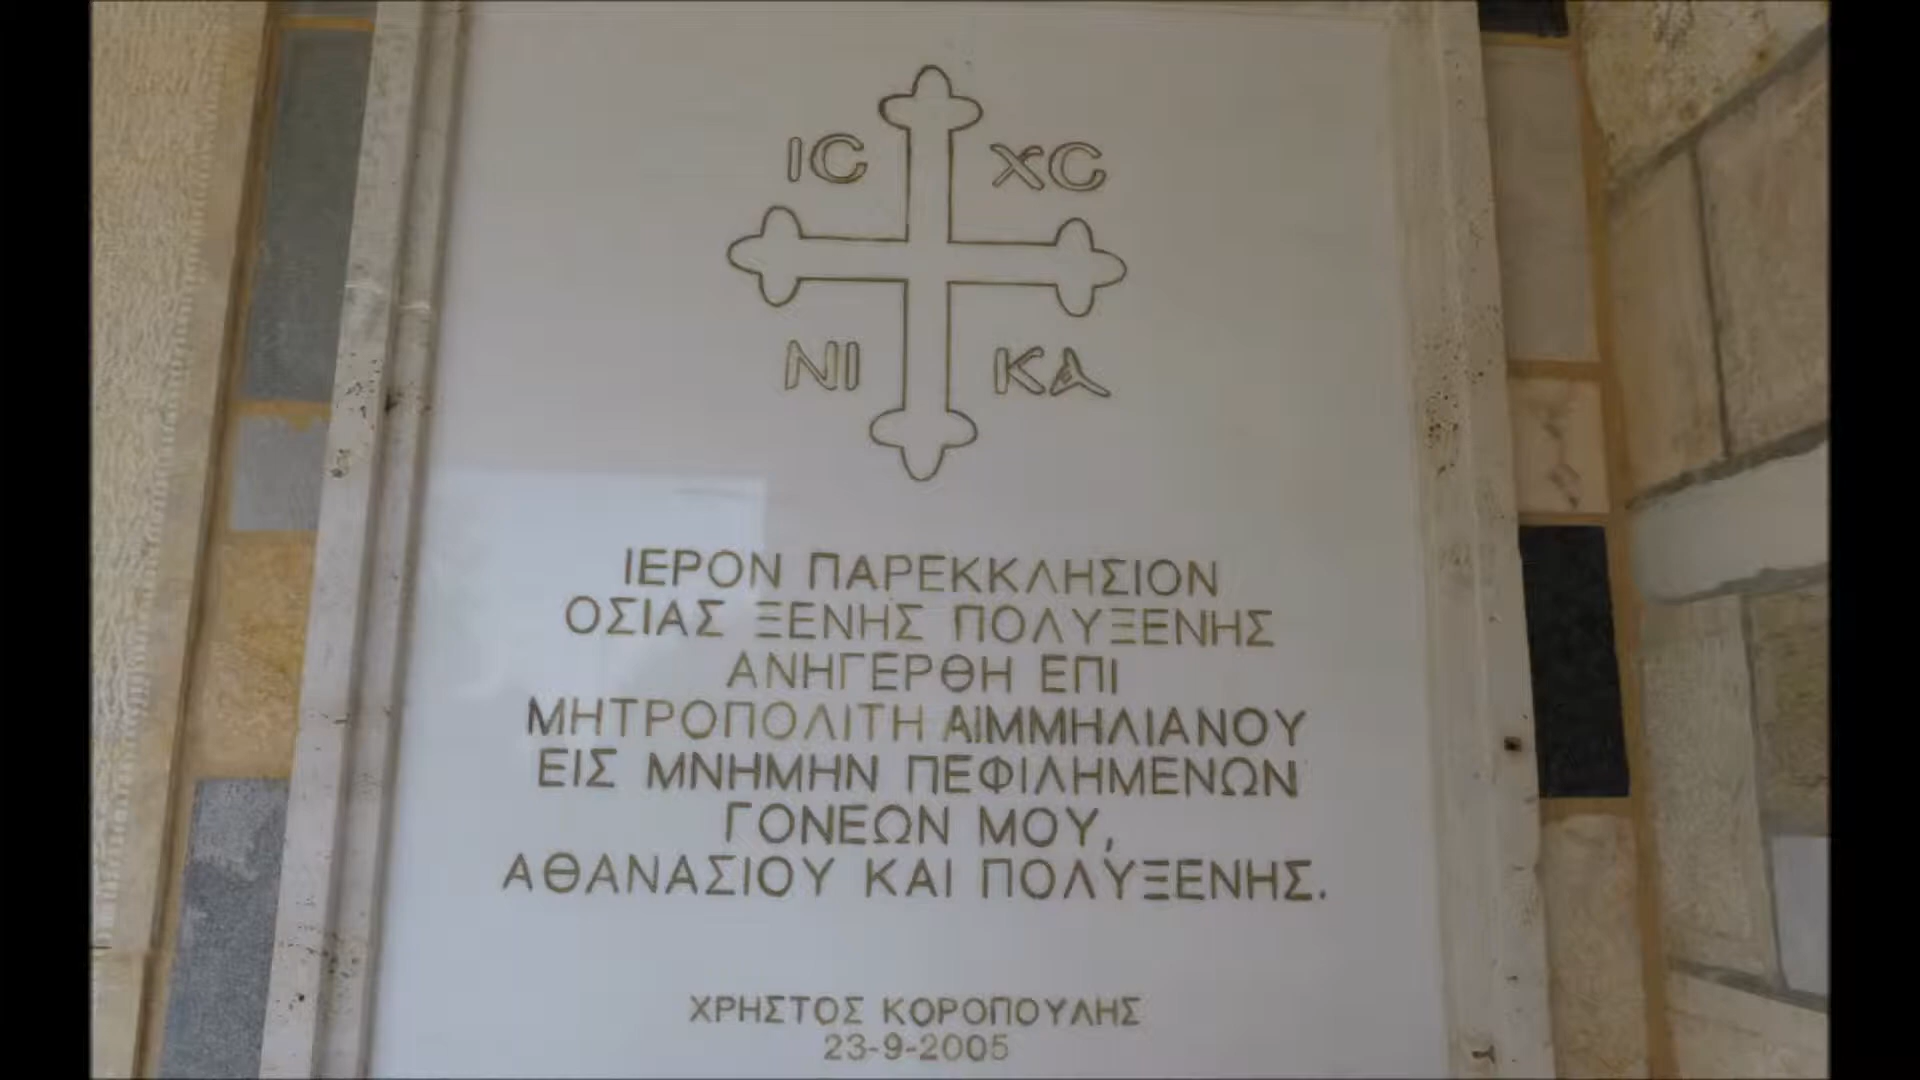 IC XC
NI KA
ΙΕΡΟΝ ΠΑΡΕΚΚΛΗΣΙΟΝ
ΟΣΙΑΣ ΞΕΝΗΣ ΠΟΛΥΞΕΝΗΣ
ΑΝΗΓΕΡΘΗ ΕΠΙ
ΜΗΤΡΟΠΟΛΙΤΗ ΑΙΜΜΗΛΙΑΝΟΥ
ΕΙΣ ΜΝΗΜΗΝ ΠΕΦΙΛΗΜΕΝΩΝ
ΓΟΝΕΩΝ ΜΟΥ,
ΑΘΑΝΑΣΙΟΥ ΚΑΙ ΠΟΛΥΞΕΝΗΣ.
ΧΡΗΣΤΟΣ ΚΟΡΟΠΟΥΛΗΣ
23-9-2005